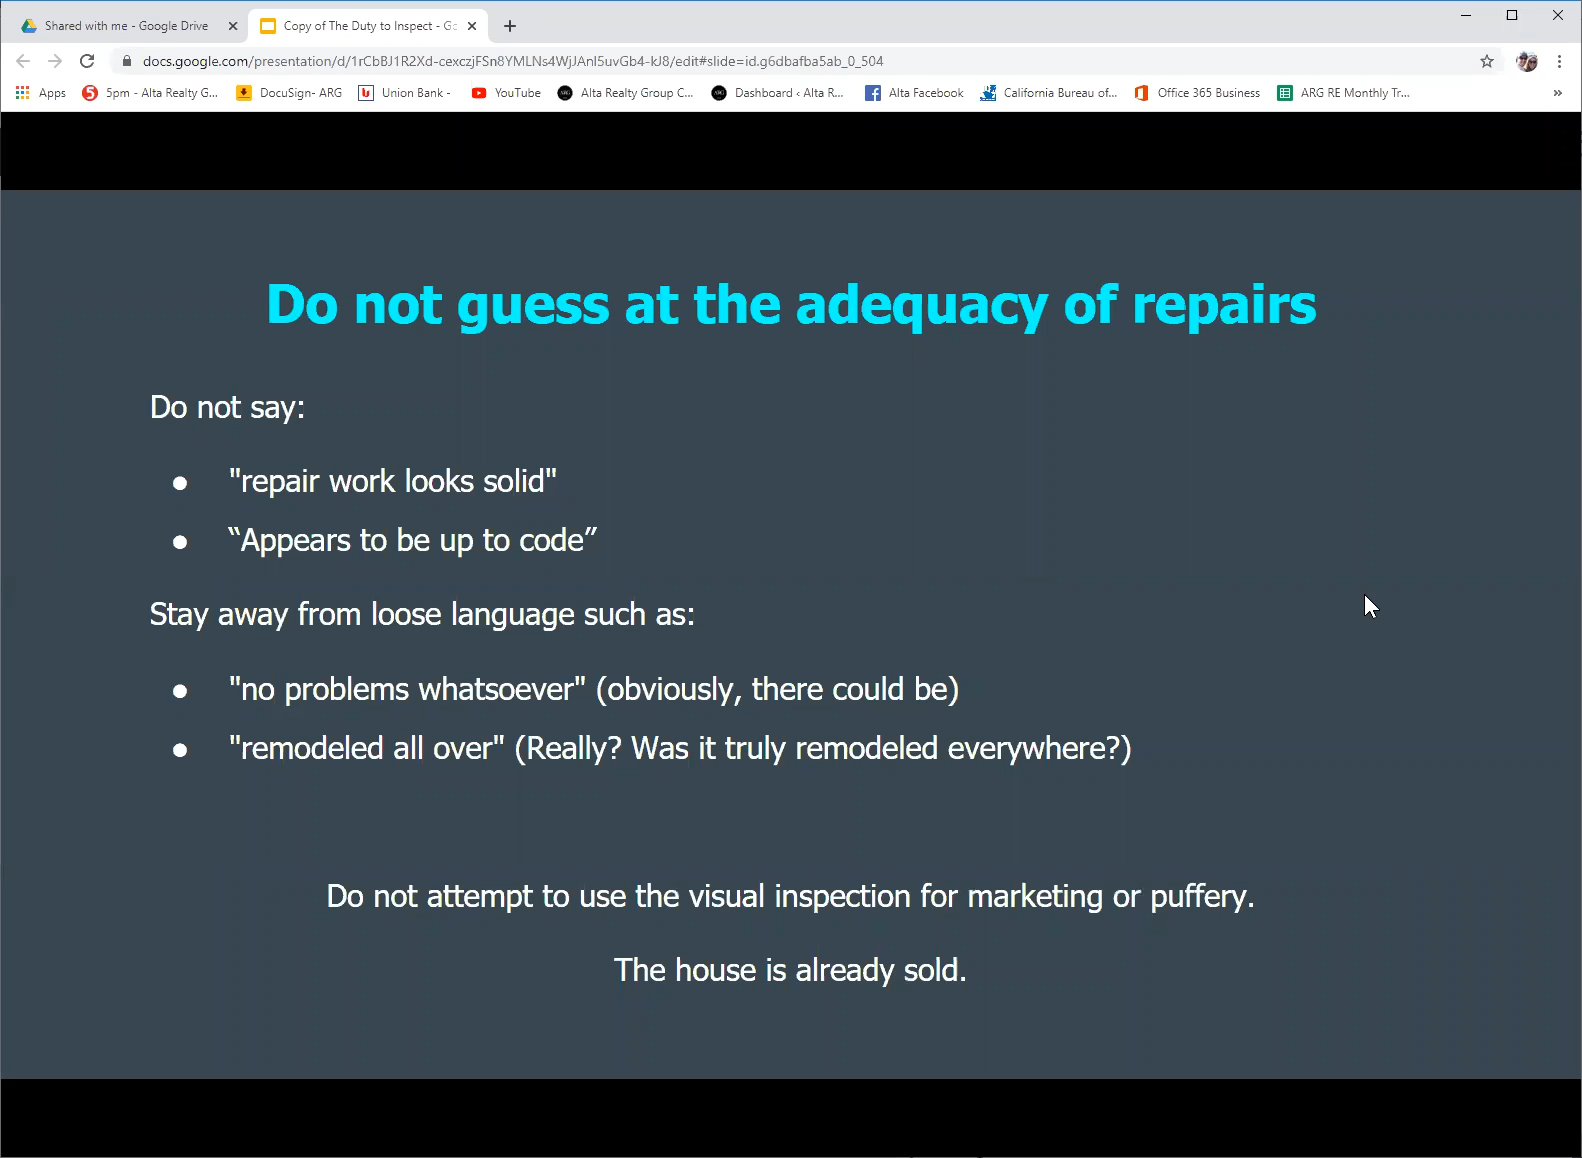 Shared with me - Google Drive
Copy of The Duty to Inspect - Go
docs.google.com/presentation/d/1rCbBJ1R2Xd-cexczjFSn8YMLNs4WjJAnI5uvGb4-kJ8/edit#slide=id.g6dbafba5ab_0_504
Apps 5pm - Alta Realty G... DocuSign- ARG Union Bank - YouTube Alta Realty Group C... Dashboard ‹ Alta R... Alta Facebook California Bureau of... Office 365 Business ARG RE Monthly Tr... »
Do not guess at the adequacy of repairs
Do not say:
● "repair work looks solid"
● “Appears to be up to code”
Stay away from loose language such as:
● "no problems whatsoever" (obviously, there could be)
● "remodeled all over" (Really? Was it truly remodeled everywhere?)
Do not attempt to use the visual inspection for marketing or puffery.
The house is already sold.